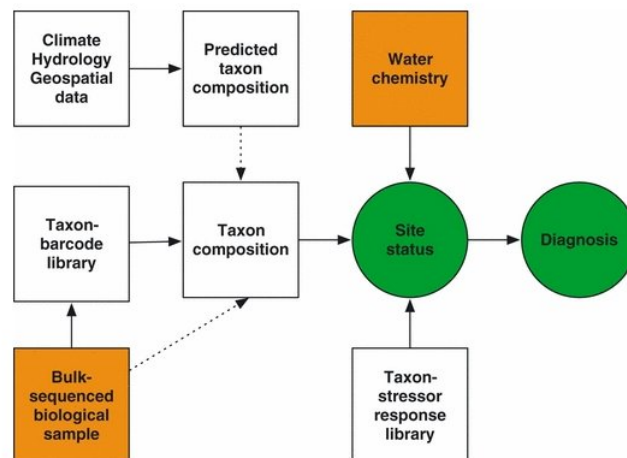 Climate
Hydrology
Geospatial
data
Predicted
taxon
composition
Water
chemistry
Taxon-
barcode
library
Taxon
composition
Site
status
Diagnosis
Bulk-
sequenced
biological
sample
Taxon-
stressor
response
library